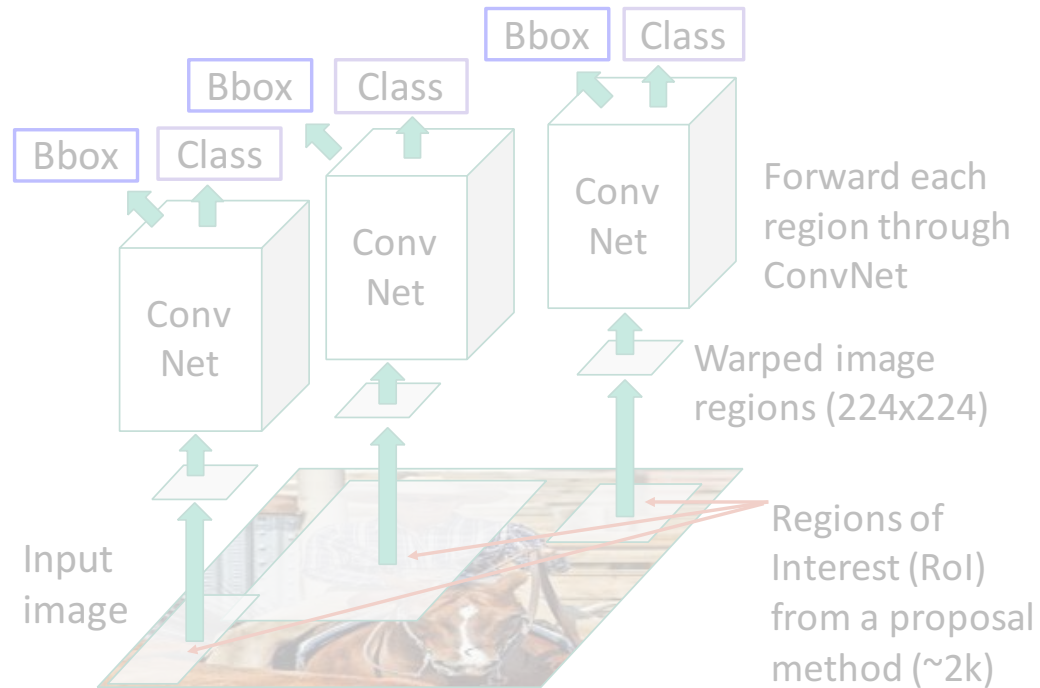 Bbox
Class
Bbox
Class
Bbox
Class
Conv
Net
Conv
Net
Conv
Net
Forward each
region through
ConvNet
Warped image
regions (224x224)
Input
image
Regions of
Interest (RoI)
from a proposal
method (~2k)